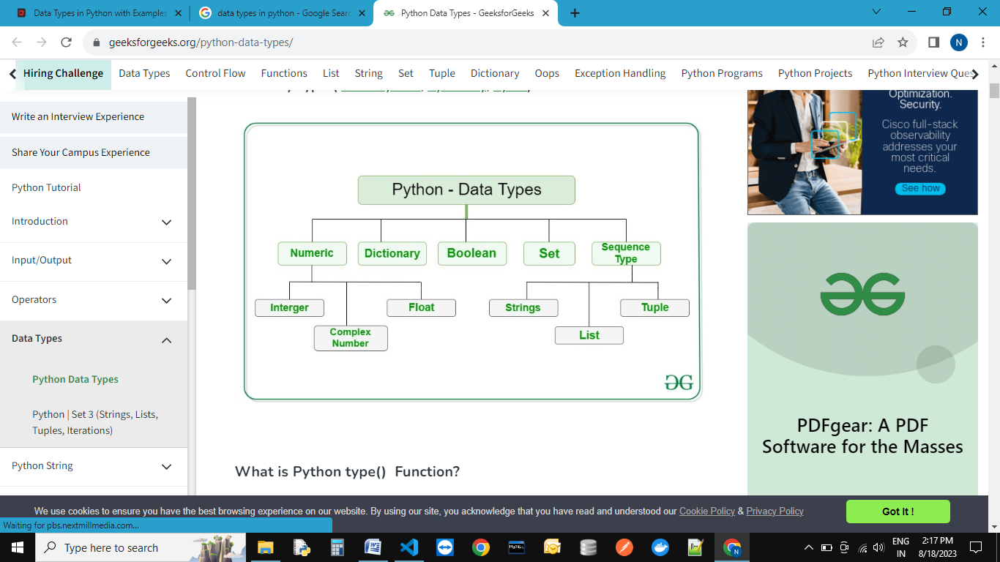 Data Types in Python with Examples
data types in python - Google Searc
Python Data Types - GeeksforGeeks
geeksforgeeks.org/python-data-types/
N
Hiring Challenge Data Types Control Flow Functions List String Set Tuple Dictionary Oops Exception Handling Python Programs Python Projects Python Interview Ques
Write an Interview Experience
Share Your Campus Experience
Python Tutorial
Introduction
Input/Output
Operators
Data Types
Python Data Types
Python | Set 3 (Strings, Lists,
Tuples, Iterations)
Python String
Python - Data Types
Numeric Dictionary Boolean Set Sequence
Type
Interger Float Strings Tuple
Complex
Number
List
What is Python type() Function?
Optimization.
Security.
Cisco full-stack
observability
addresses your
most critical
needs.
See how
PDFgear: A PDF
Software for the Masses
We use cookies to ensure you have the best browsing experience on our website. By using our site, you acknowledge that you have read and understood our Cookie Policy & Privacy Policy
Got It !
Waiting for pbs.nextmillmedia.com...
Type here to search
MySQL
N
ENG
IN
2:17 PM
8/18/2023